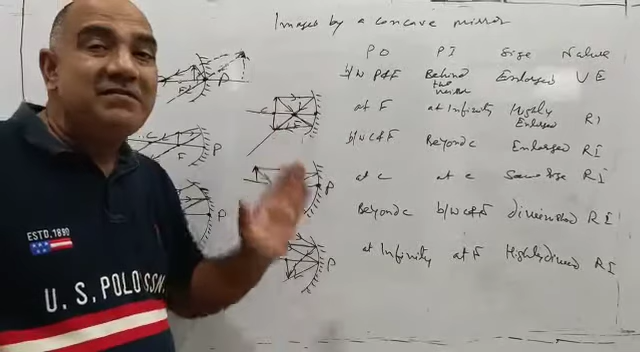 Images by a concave mirror
PO PI Size Nature
b/w P&F Behind the mirror Enlarged VE
at F at Infinity Highly Enlarged RI
b/w C&F Beyond C Enlarged RI
at C at C Same size RI
Beyond C b/w C&F diminished RI
at Infinity at F Highly dimed RI
P
C F P
C
F
P
P
P
ESTD. 1890
U.S. POLO ASSN.